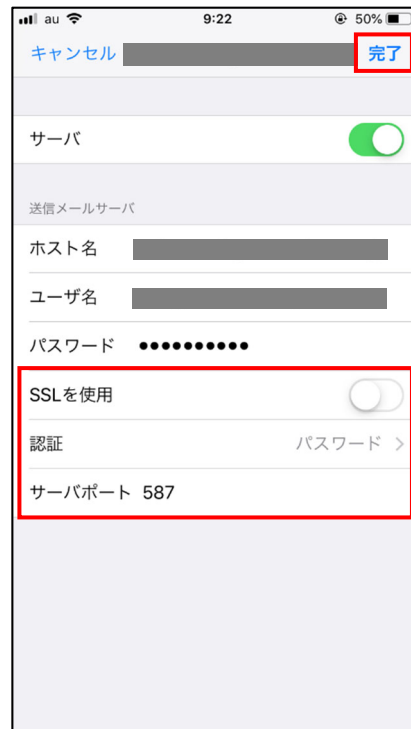 au 9:22 50%
キャンセル 完了
サーバ
送信メールサーバ
ホスト名
ユーザ名
パスワード ●●●●●●●●●●
SSLを使用
認証 パスワード >
サーバポート 587